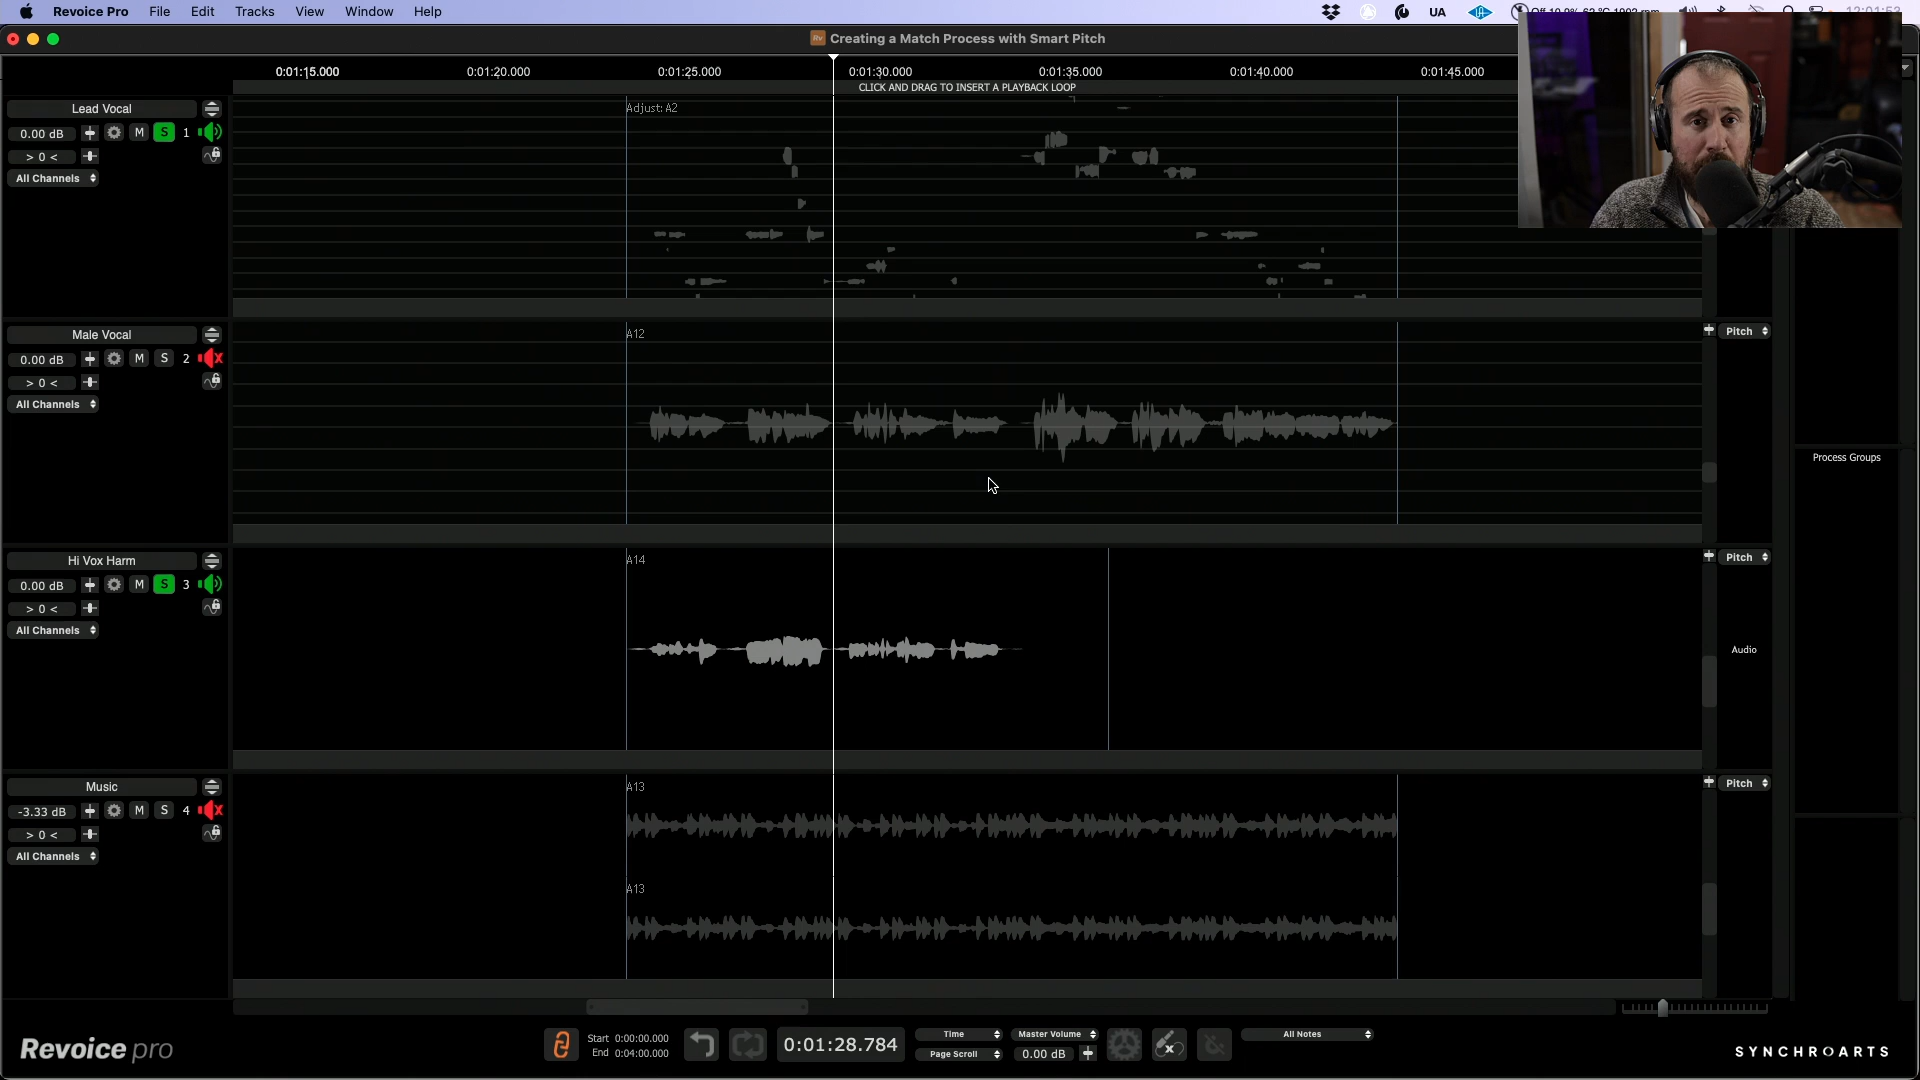 Revoice Pro File Edit Tracks View Window Help
UA
Creating a Match Process with Smart Pitch
0:01:15.000 0:01:20.000 0:01:25.000 0:01:30.000 0:01:35.000 0:01:40.000 0:01:45.000
CLICK AND DRAG TO INSERT A PLAYBACK LOOP
Lead Vocal
Adjust: A2
0.00 dB M S 1
> 0 <
All Channels
Male Vocal
A12
Pitch
0.00 dB M S 2
> 0 <
All Channels
Process Groups
Hi Vox Harm
A14
Pitch
0.00 dB M S 3
> 0 <
All Channels
Audio
Music
A13
Pitch
-3.33 dB M S 4
> 0 <
All Channels
A13
Revoice pro
Start 0:00:00.000
End 0:04:00.000
0:01:28.784
Time
Page Scroll
Master Volume
0.00 dB
All Notes
SYNCHROARTS